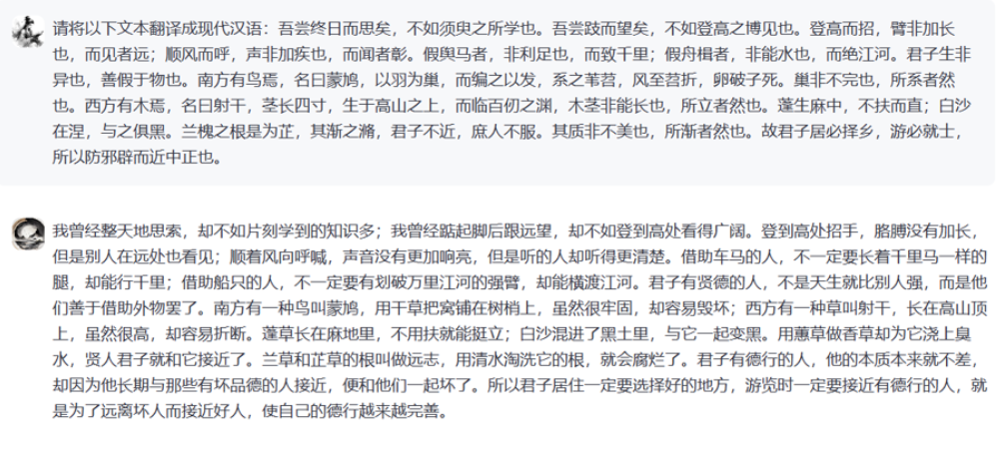 请将以下文本翻译成现代汉语：吾尝终日而思矣，不如须臾之所学也。吾尝跂而望矣，不如登高之博见也。登高而招，臂非加长
也，而见者远；顺风而呼，声非加疾也，而闻者彰。假舆马者，非利足也，而致千里；假舟楫者，非能水也，而绝江河。君子生非
异也，善假于物也。南方有鸟焉，名曰蒙鸠，以羽为巢，而编之以发，系之苇苕，风至苕折，卵破子死。巢非不完也，所系者然
也。西方有木焉，名曰射干，茎长四寸，生于高山之上，而临百仞之渊，木茎非能长也，所立者然也。蓬生麻中，不扶而直；白沙
在涅，与之俱黑。兰槐之根是为芷，其渐之滫，君子不近，庶人不服。其质非不美也，所渐者然也。故君子居必择乡，游必就士，
所以防邪辟而近中正也。
我曾经整天地思索，却不如片刻学到的知识多；我曾经踮起脚后跟远望，却不如登到高处看得广阔。登到高处招手，胳膊没有加长，
但是别人在远处也看见；顺着风向呼喊，声音没有更加响亮，但是听的人却听得更清楚。借助车马的人，不一定要长着千里马一样的
腿，却能行千里；借助船只的人，不一定要有划破万里江河的强臂，却能横渡江河。君子有贤德的人，不是天生就比别人强，而是他
们善于借助外物罢了。南方有一种鸟叫蒙鸠，用干草把窝铺在树梢上，虽然很牢固，却容易毁坏；西方有一种草叫射干，长在高山顶
上，虽然很高，却容易折断。蓬草长在麻地里，不用扶就能挺立；白沙混进了黑土里，与它一起变黑。用蕙草做香草却为它浇上臭
水，贤人君子就和它接近了。兰草和芷草的根叫做远志，用清水淘洗它的根，就会腐烂了。君子有德行的人，他的本质本来就不差，
却因为他长期与那些有坏品德的人接近，便和他们一起坏了。所以君子居住一定要选择好的地方，游览时一定要接近有德行的人，就
是为了远离坏人而接近好人，使自己的德行越来越完善。